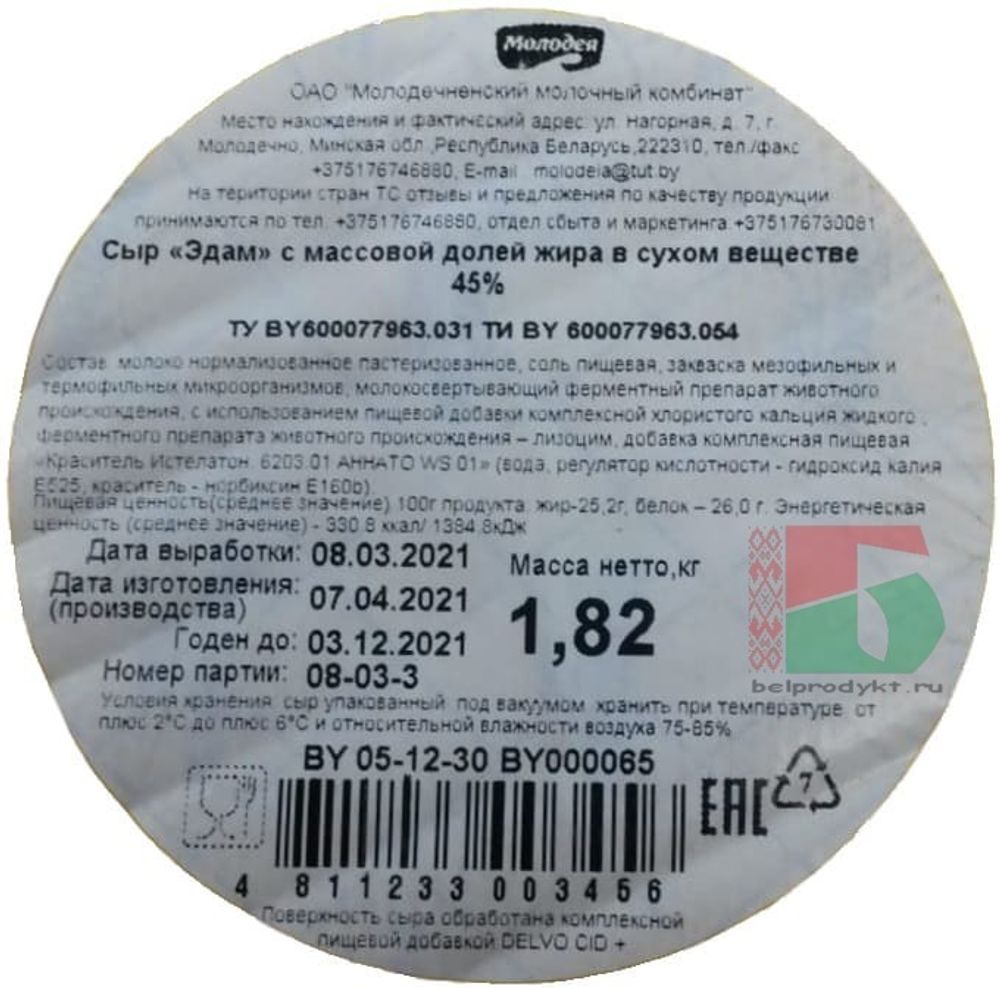 Молодея
ОАО "Молодечненский молочный комбинат"
Место нахождения и фактический адрес: ул. Нагорная, д. 7, г.
Молодечно, Минская обл.,Республика Беларусь,222310, тел./факс
+375176746880, E-mail molodeia@tut.by
На територии стран ТС отзывы и предложения по качеству продукции
принимаются по тел. +375176746880, отдел сбыта и маркетинга +375176730081
Сыр «Эдам» с массовой долей жира в сухом веществе
45%
ТУ BY600077963.031 ТИ BY 600077963.054
Состав: молоко нормализованное пастеризованное, соль пищевая, закваска мезофильных и
термофильных микроорганизмов, молокосвертывающий ферментный препарат животного
происхождения, с использованием пищевой добавки комплексной хлористого кальция жидкого ,
ферментного препарата животного происхождения – лизоцим, добавка комплексная пищевая
«Краситель Истелатон: 6203.01 АННАТО WS 01» (вода, регулятор кислотности - гидроксид калия
E525, краситель - норбиксин E160b).
Пищевая ценность(среднее значение) 100г продукта: жир-25,2г, белок – 26,0 г. Энергетическая
ценность (среднее значение) - 330,8 ккал/ 1384,8кДж
Дата выработки: 08.03.2021
Масса нетто,кг
Дата изготовления:
(производства) 07.04.2021
1,82
Годен до: 03.12.2021
Номер партии: 08-03-3
belprodykt.ru
Условия хранения: сыр упакованный под вакуумом хранить при температуре от
плюс 2°С до плюс 6°С и относительной влажности воздуха 75-85%
BY 05-12-30 BY000065
EAC
7
4 811233 003456
Поверхность сыра обработана комплексной
пищевой добавкой DELVO CID +